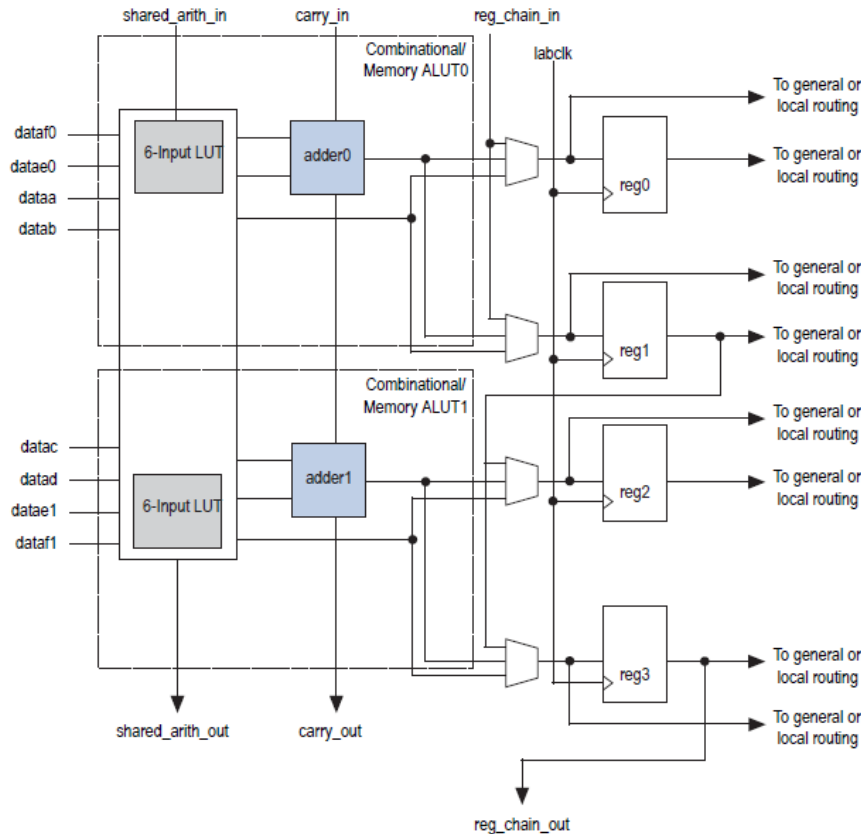 shared_arith_in
carry_in
reg_chain_in
labclk
Combinational/
Memory ALUT0
To general or
local routing
dataf0
datae0
dataa
datab
6-Input LUT
adder0
reg0
To general or
local routing
To general or
local routing
reg1
To general or
local routing
Combinational/
Memory ALUT1
To general or
local routing
datac
datad
datae1
dataf1
6-Input LUT
adder1
reg2
To general or
local routing
reg3
To general or
local routing
To general or
local routing
shared_arith_out
carry_out
reg_chain_out